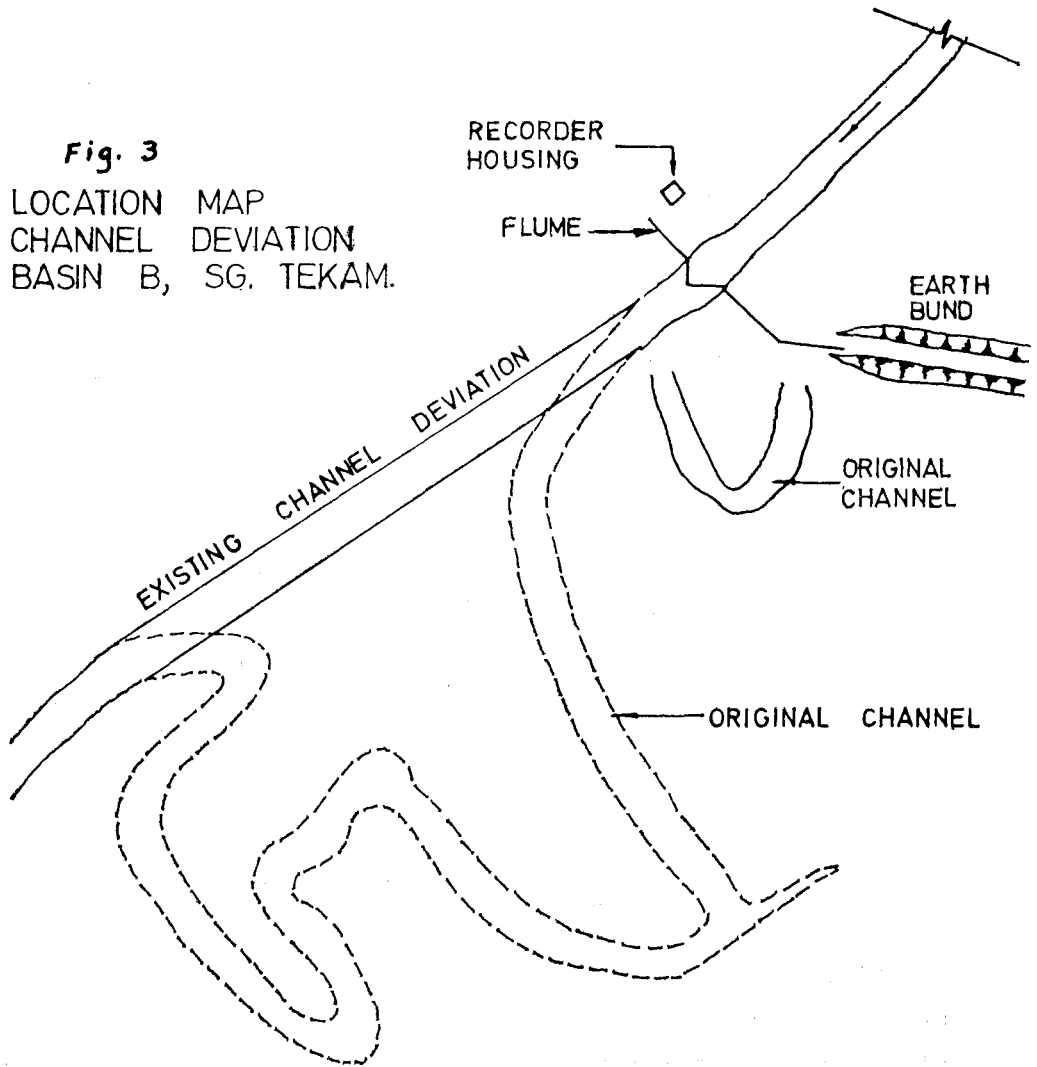 Fig. 3
LOCATION MAP
CHANNEL DEVIATION
BASIN B, SG. TEKAM.
RECORDER
HOUSING
FLUME
EARTH
BUND
EXISTING CHANNEL DEVIATION
ORIGINAL
CHANNEL
ORIGINAL CHANNEL